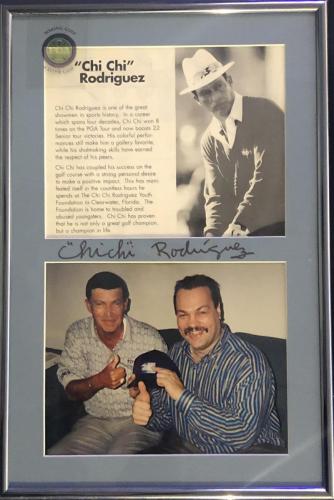 "Chi Chi"
Rodriguez
Chi Chi Rodriguez is one of the great
showmen in sports history. In a career
which spans four decades, Chi Chi won 8
times on the PGA Tour and now boasts 22
Senior tour victories. His colorful perfor-
mances still make him a gallery favorite,
while his shotmaking skills have earned
the respect of his peers.
Chi Chi has coupled his success on the
golf course with a strong personal desire
to make a positive impact. This has mani-
fested itself in the countless hours he
spends at The Chi Chi Rodriguez Youth
Foundation in Clearwater, Florida. The
Foundation is home to troubled and
abused youngsters. Chi Chi has proven
that he is not only a great golf champion,
but a champion in life.
"Chichi" Rodríguez